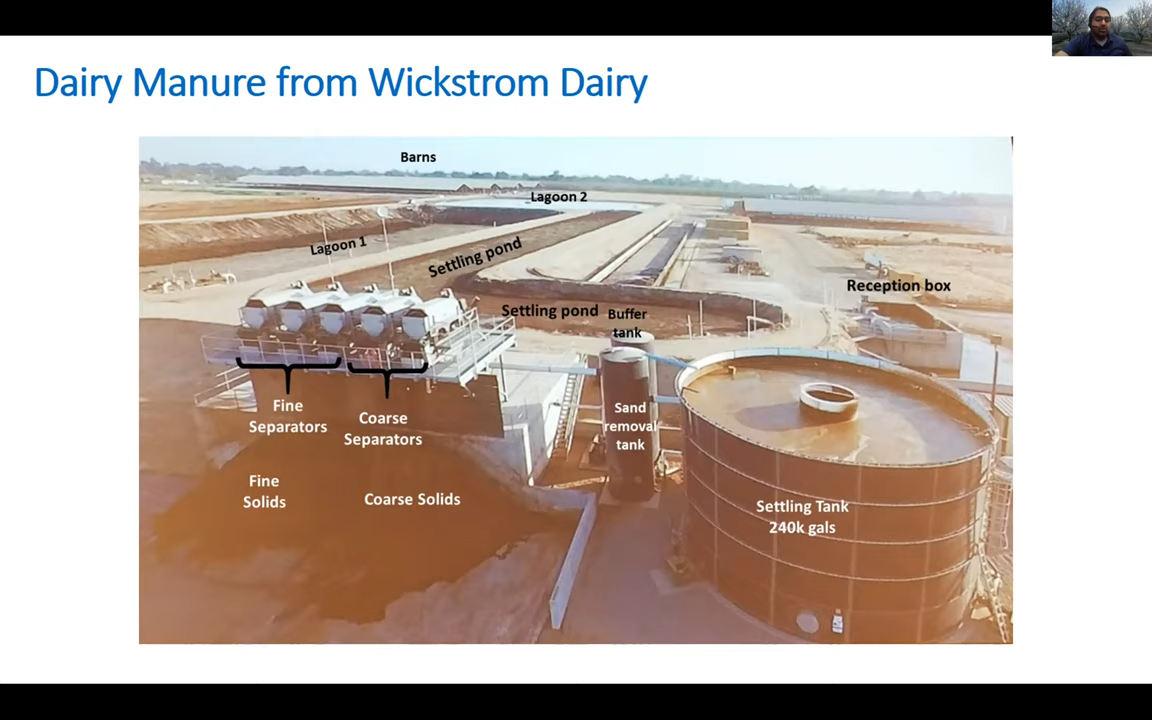 Dairy Manure from Wickstrom Dairy
Barns
Lagoon 2
Lagoon 1
Settling pond
Reception box
Settling pond
Buffer
tank
Fine
Separators
Coarse
Separators
Sand
removal
tank
Fine
Solids
Coarse Solids
Settling Tank
240k gals